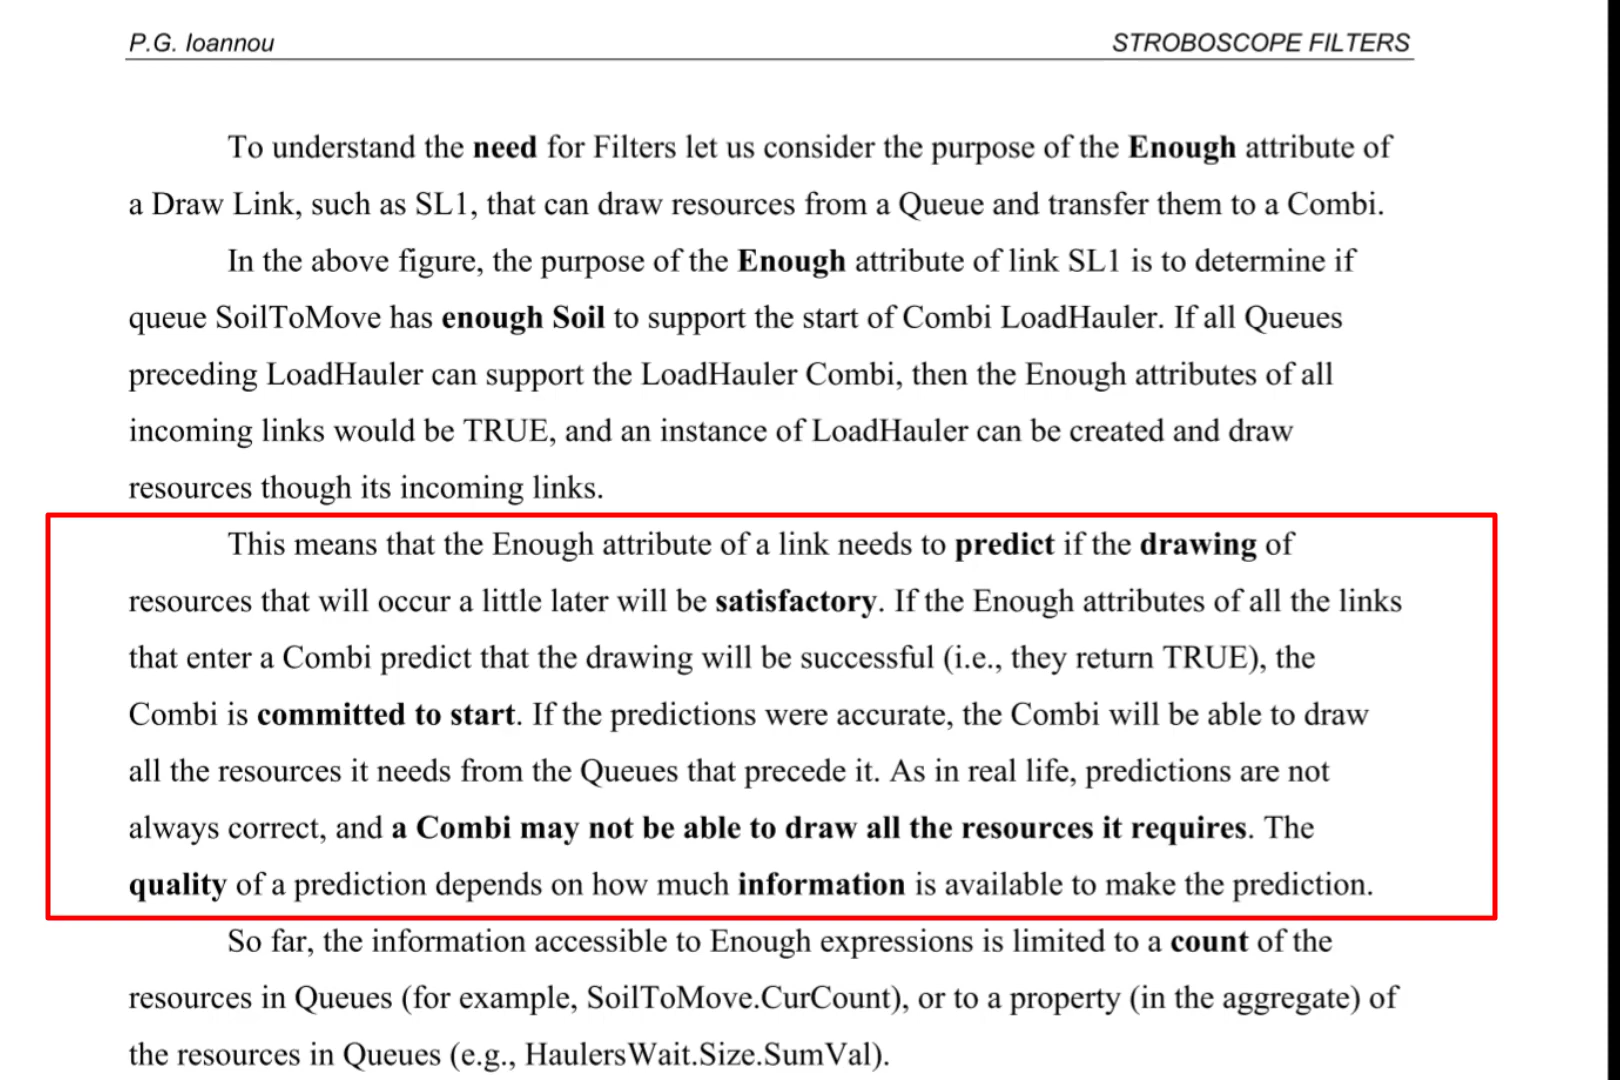 P.G. Ioannou STROBOSCOPE FILTERS
To understand the need for Filters let us consider the purpose of the Enough attribute of
a Draw Link, such as SL1, that can draw resources from a Queue and transfer them to a Combi.
In the above figure, the purpose of the Enough attribute of link SL1 is to determine if
queue SoilToMove has enough Soil to support the start of Combi LoadHauler. If all Queues
preceding LoadHauler can support the LoadHauler Combi, then the Enough attributes of all
incoming links would be TRUE, and an instance of LoadHauler can be created and draw
resources though its incoming links.
This means that the Enough attribute of a link needs to predict if the drawing of
resources that will occur a little later will be satisfactory. If the Enough attributes of all the links
that enter a Combi predict that the drawing will be successful (i.e., they return TRUE), the
Combi is committed to start. If the predictions were accurate, the Combi will be able to draw
all the resources it needs from the Queues that precede it. As in real life, predictions are not
always correct, and a Combi may not be able to draw all the resources it requires. The
quality of a prediction depends on how much information is available to make the prediction.
So far, the information accessible to Enough expressions is limited to a count of the
resources in Queues (for example, SoilToMove.CurCount), or to a property (in the aggregate) of
the resources in Queues (e.g., HaulersWait.Size.SumVal).